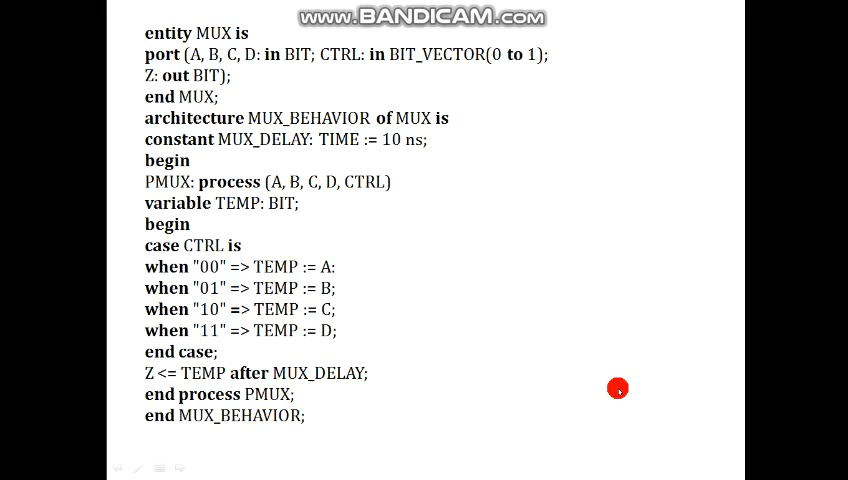 WWW.BANDICAM.COM
entity MUX is
port (A, B, C, D: in BIT; CTRL: in BIT_VECTOR(0 to 1);
Z: out BIT);
end MUX;
architecture MUX_BEHAVIOR of MUX is
constant MUX_DELAY: TIME := 10 ns;
begin
PMUX: process (A, B, C, D, CTRL)
variable TEMP: BIT;
begin
case CTRL is
when "00" => TEMP := A:
when "01" => TEMP := B;
when "10" => TEMP := C;
when "11" => TEMP := D;
end case;
Z <= TEMP after MUX_DELAY;
end process PMUX;
end MUX_BEHAVIOR;